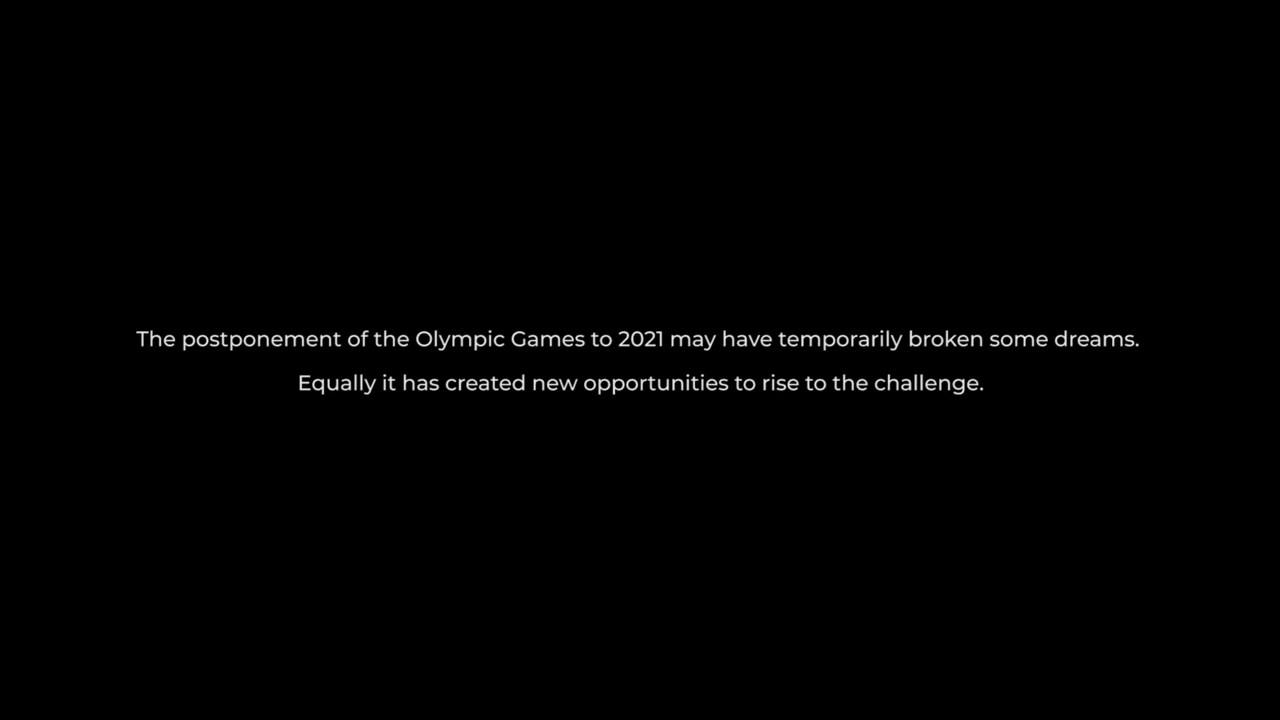 The postponement of the Olympic Games to 2021 may have temporarily broken some dreams.
Equally it has created new opportunities to rise to the challenge.